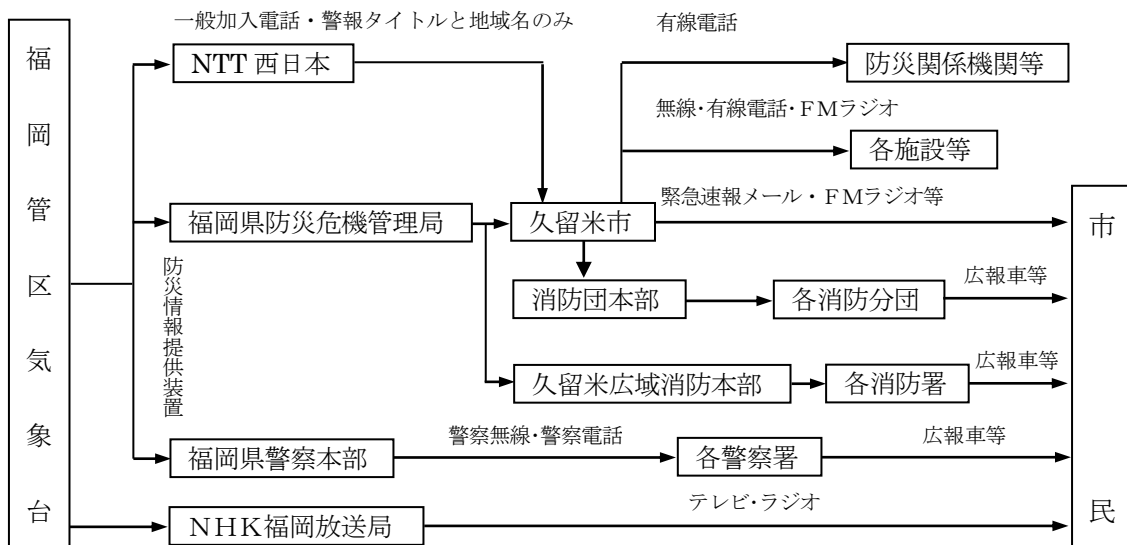 一般加入電話・警報タイトルと地域名のみ
有線電話
福岡管区気象台
NTT 西日本
防災関係機関等
無線・有線電話・ＦＭラジオ
各施設等
緊急速報メール・ＦＭラジオ等
福岡県防災危機管理局
久留米市
市民
防災情報提供装置
消防団本部
各消防分団
広報車等
久留米広域消防本部
各消防署
広報車等
警察無線・警察電話
福岡県警察本部
各警察署
広報車等
テレビ・ラジオ
ＮＨＫ福岡放送局